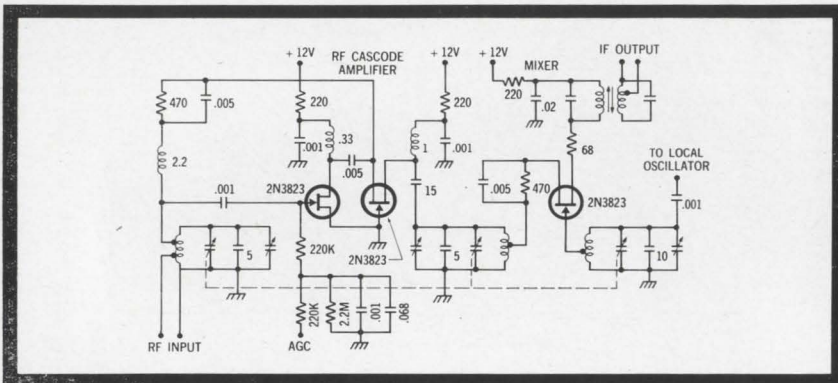 + 12V
RF CASCODE
AMPLIFIER
+ 12V
+ 12V
MIXER
IF OUTPUT
470
.005
220
220
220
.02
2.2
.001
.33
.005
1
.001
68
TO LOCAL
OSCILLATOR
15
.005
470
2N3823
.001
2N3823
.001
5
220K
2N3823
5
10
220K
2.2M
.001
.068
RF INPUT
AGC